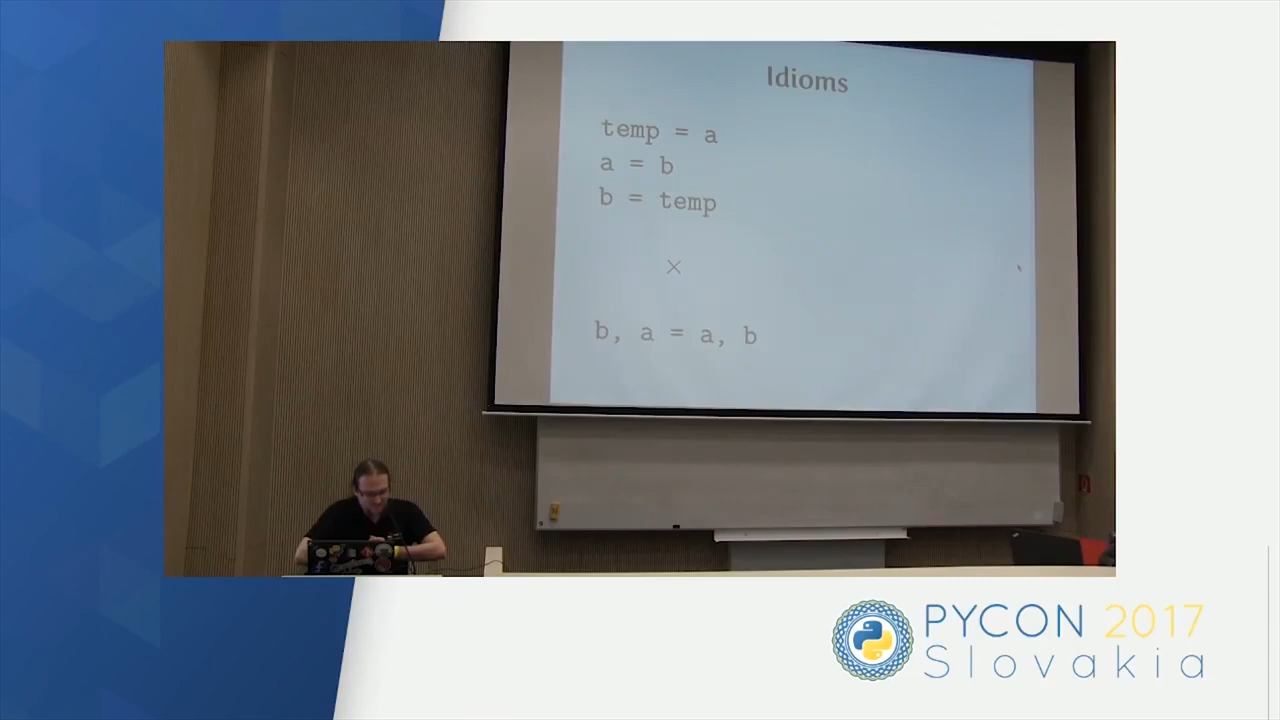 Idioms
temp = a
a = b
b = temp
×
b, a = a, b
PYCON 2017
Slovakia